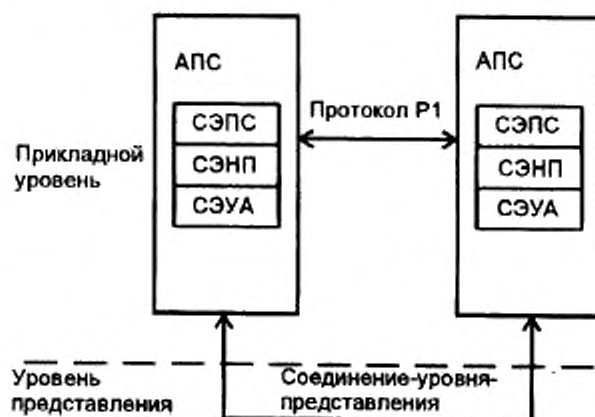 АПС
АПС
Протокол Р1
СЭПС
СЭПС
Прикладной
уровень
СЭНП
СЭНП
СЭУА
СЭУА
Уровень
представления
Соединение-уровня-
представления